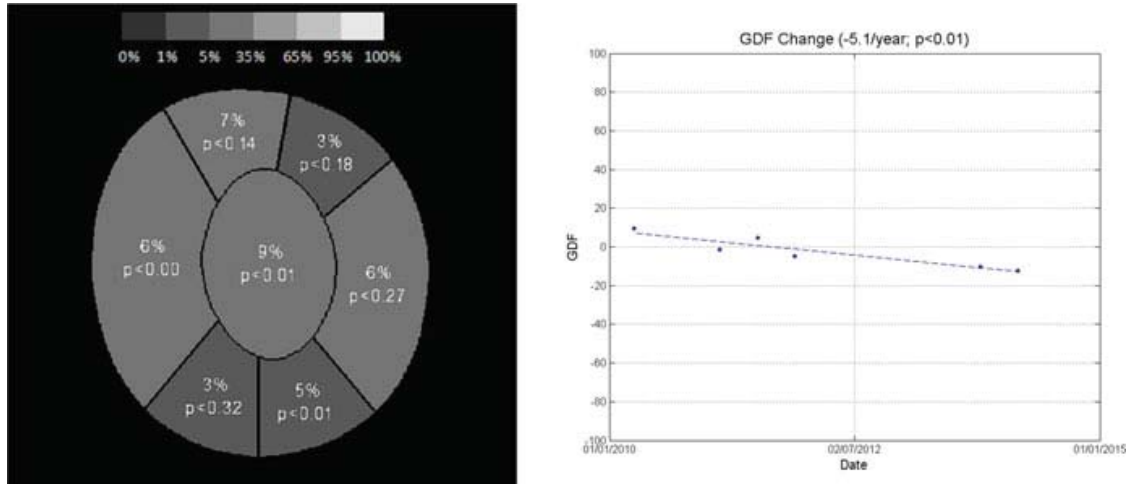 0% 1% 5% 35% 65% 95% 100%
7%
p<0.14
3%
p<0.18
6%
p<0.00
9%
p<0.01
6%
p<0.27
3%
p<0.32
5%
p<0.01
GDF Change (-5.1/year; p<0.01)
100
80
60
40
20
0
-20
-40
-60
-80
-100
GDF
01/01/2010 02/07/2012 01/01/2015
Date